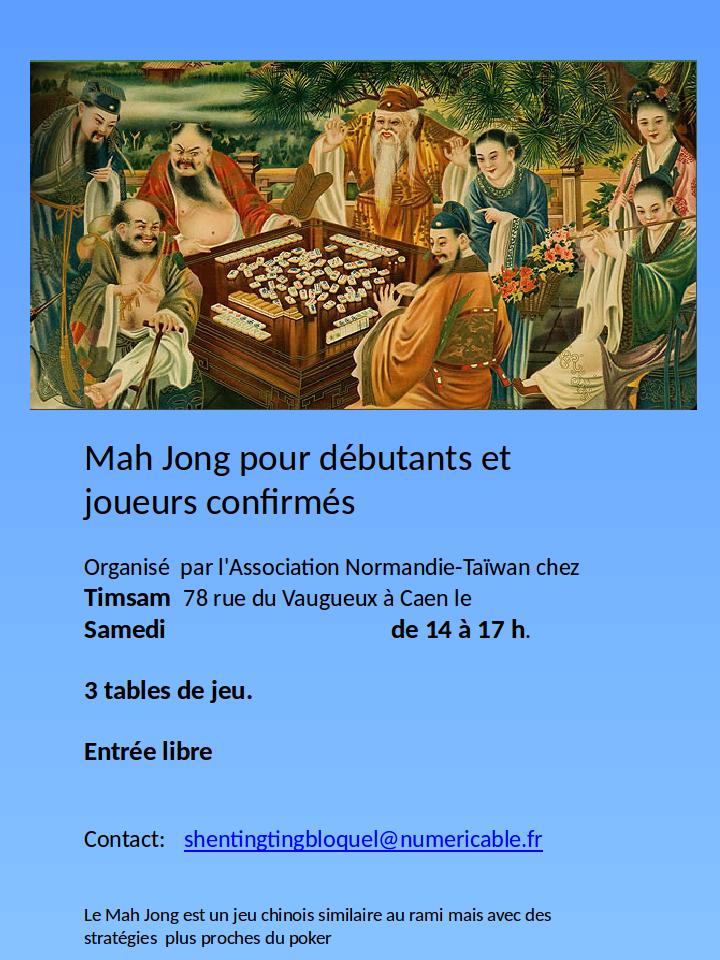 Mah Jong pour débutants et
joueurs confirmés
Organisé par l'Association Normandie-Taïwan chez
Timsam 78 rue du Vaugueux à Caen le
Samedi de 14 à 17 h.
3 tables de jeu.
Entrée libre
Contact: shentingtingbloquel@numericable.fr
Le Mah Jong est un jeu chinois similaire au rami mais avec des
stratégies plus proches du poker